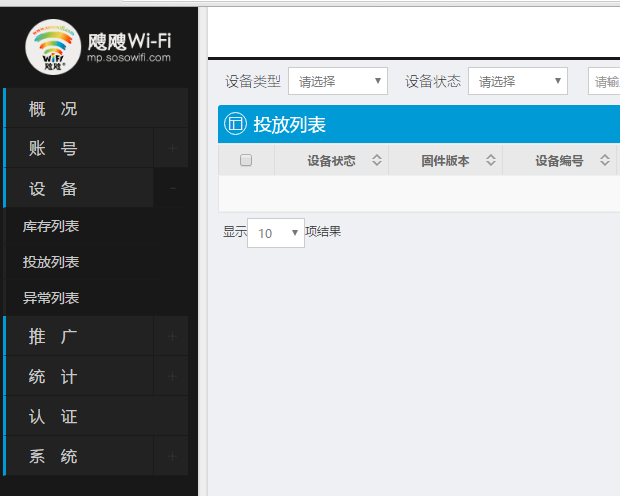 www.sosowifi.com
WiFi
飕飕
飕飕Wi-Fi
mp.sosowifi.com
概 况
账 号 +
设 备 -
库存列表
投放列表
异常列表
推 广 +
统 计 +
认 证
系 统 +
设备类型 请选择 设备状态 请选择 请输
投放列表
设备状态 固件版本 设备编号
显示 10 项结果